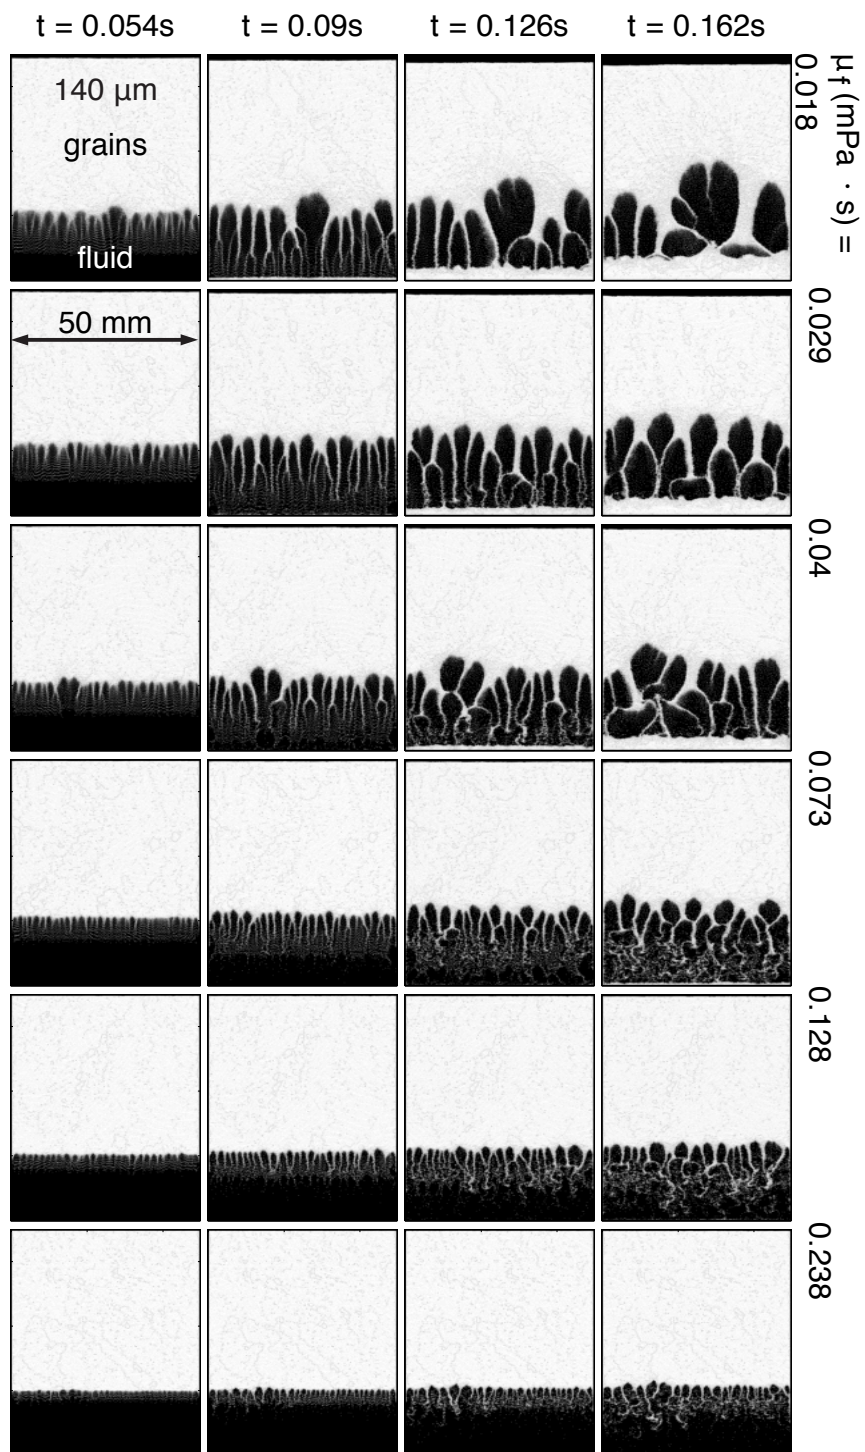 t = 0.054s t = 0.09s t = 0.126s t = 0.162s
μf (mPa · s) =
0.018
140 μm
grains
fluid
0.029
50 mm
0.04
0.073
0.128
0.238